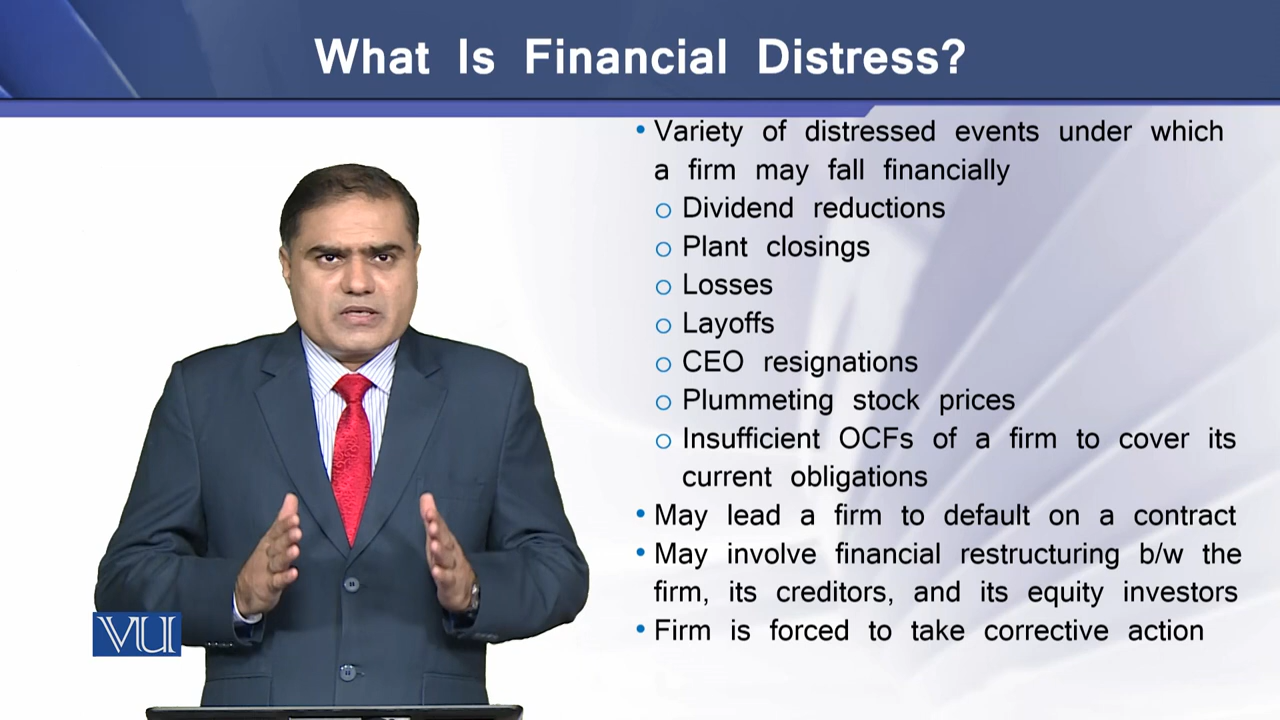 What Is Financial Distress?
• Variety of distressed events under which
a firm may fall financially
o Dividend reductions
o Plant closings
o Losses
o Layoffs
o CEO resignations
o Plummeting stock prices
o Insufficient OCFs of a firm to cover its
current obligations
• May lead a firm to default on a contract
• May involve financial restructuring b/w the
firm, its creditors, and its equity investors
• Firm is forced to take corrective action
VU